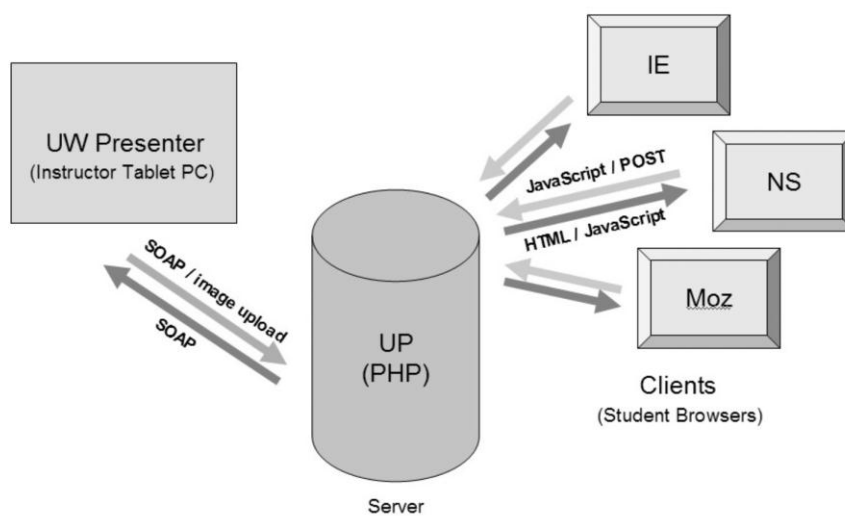 UW Presenter
(Instructor Tablet PC)
SOAP / image upload
SOAP
UP
(PHP)
Server
IE
JavaScript / POST
HTML / JavaScript
NS
Moz
Clients
(Student Browsers)